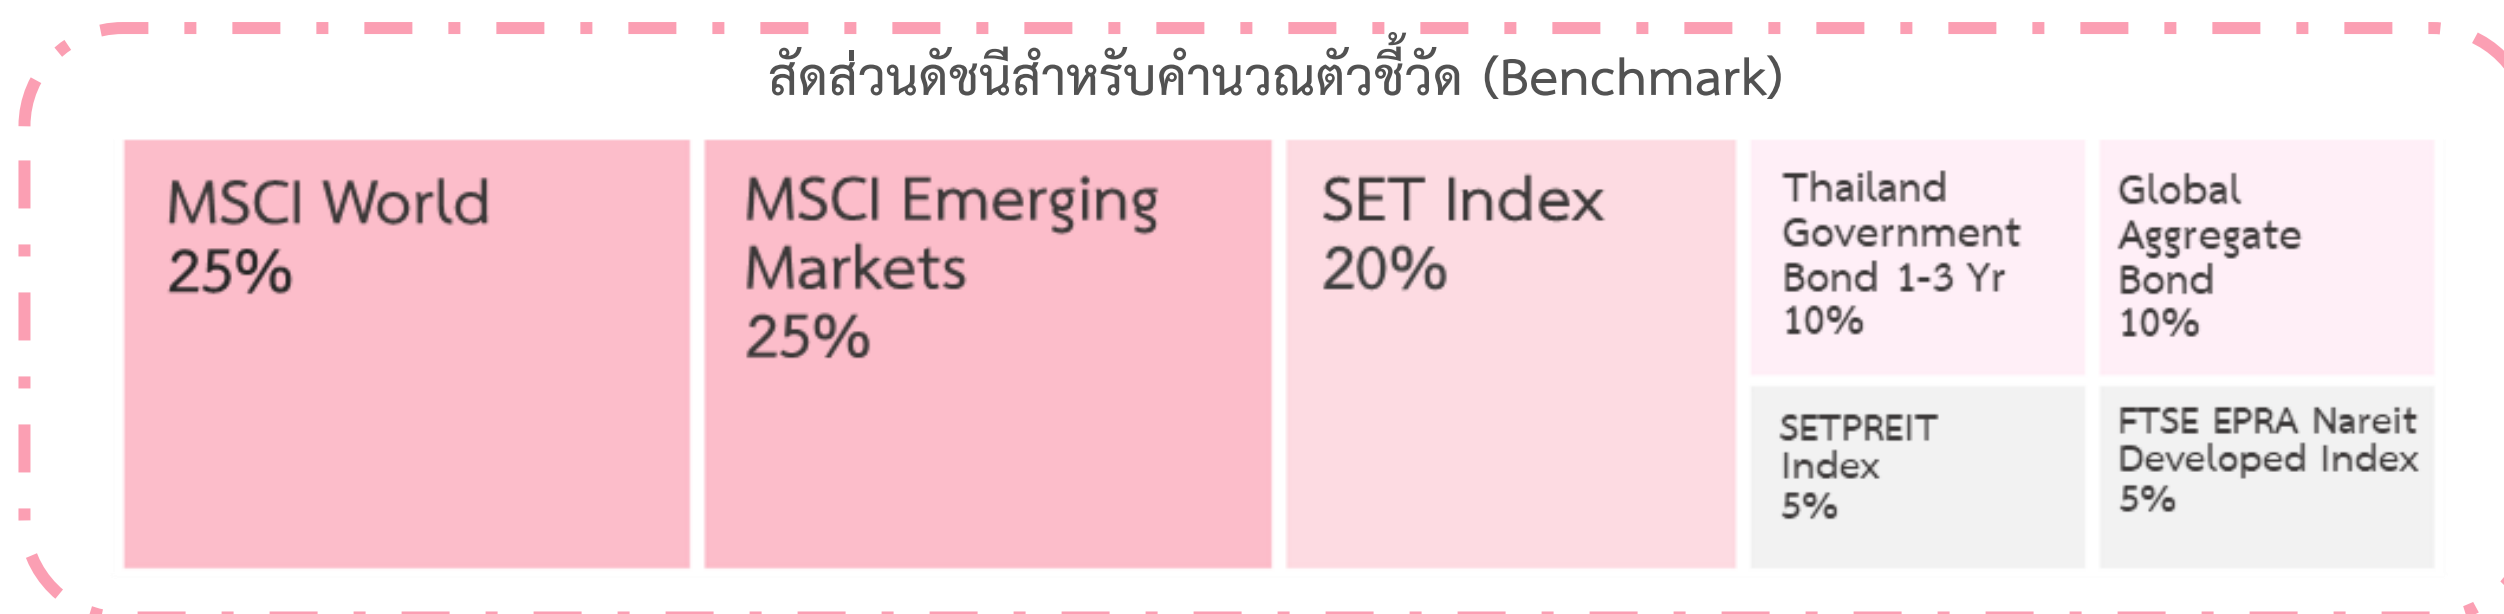 สัดส่วนดัชนีสำหรับคำนวณตัวชี้วัด (Benchmark)
MSCI World
25%
MSCI Emerging
Markets
25%
SET Index
20%
Thailand
Government
Bond 1-3 Yr
10%
Global
Aggregate
Bond
10%
SETPREIT
Index
5%
FTSE EPRA Nareit
Developed Index
5%